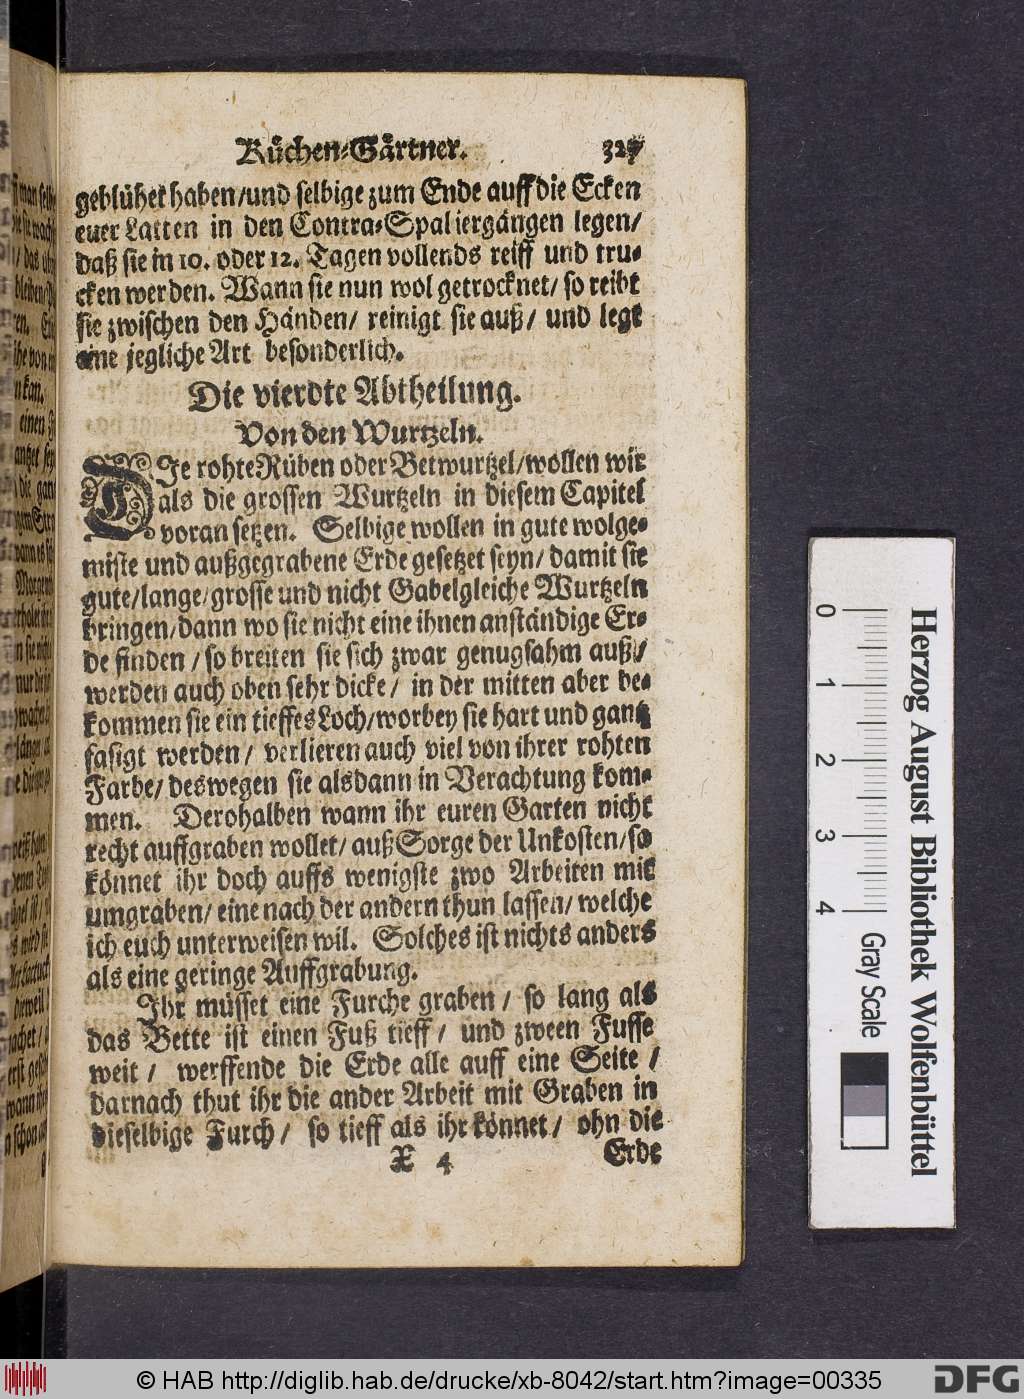 Küchen-Gärtner. 327
geblühet haben/und selbige zum Ende auff die Ecken
euer Latten in den Contra-Spaliergängen legen/
daß sie in 10. oder 12. Tagen vollends reiff und tru-
cken werden. Wann sie nun wol getrocknet/ so reibt
sie zwischen den Händen/ reinigt sie auß/ und legt
eine jegliche Art besonderlich.
Die vierdte Abtheilung.
Von den Wurtzeln.
DIe rohte Rüben oder Betwurtzel/wollen wir
als die grossen Wurtzeln in diesem Capitel
voran setzen. Selbige wollen in gute wolge-
miste und außgegrabene Erde gesetzet seyn/ damit sie
gute/lange/grosse und nicht Gabelgleiche Wurtzeln
bringen/dann wo sie nicht eine ihnen anständige Er-
de finden/ so breiten sie sich zwar genugsahm auß/
werden auch oben sehr dicke/ in der mitten aber be-
kommen sie ein tieffes Loch/worbey sie hart und gantz
fasigt werden/ verlieren auch viel von ihrer rohten
Farbe/ deswegen sie alsdann in Verachtung kom-
men. Derohalben wann ihr euren Garten nicht
recht auffgraben wollet/ auß Sorge der Unkosten/so
könnet ihr doch auffs wenigste zwo Arbeiten mit
umgraben/ eine nach der andern thun lassen/ welche
ich euch unterweisen wil. Solches ist nichts anders
als eine geringe Auffgrabung.
Ihr müsset eine Furche graben/ so lang als
das Bette ist einen Fuß tieff/ und zween Fusse
weit/ werffende die Erde alle auff eine Seite/
darnach thut ihr die ander Arbeit mit Graben in
dieselbige Furch/ so tieff als ihr könnet/ ohn die
X 4 Erde
0 1 2 3 4 Gray Scale
Herzog August Bibliothek Wolfenbüttel
© HAB http://diglib.hab.de/drucke/xb-8042/start.htm?image=00335
DFG